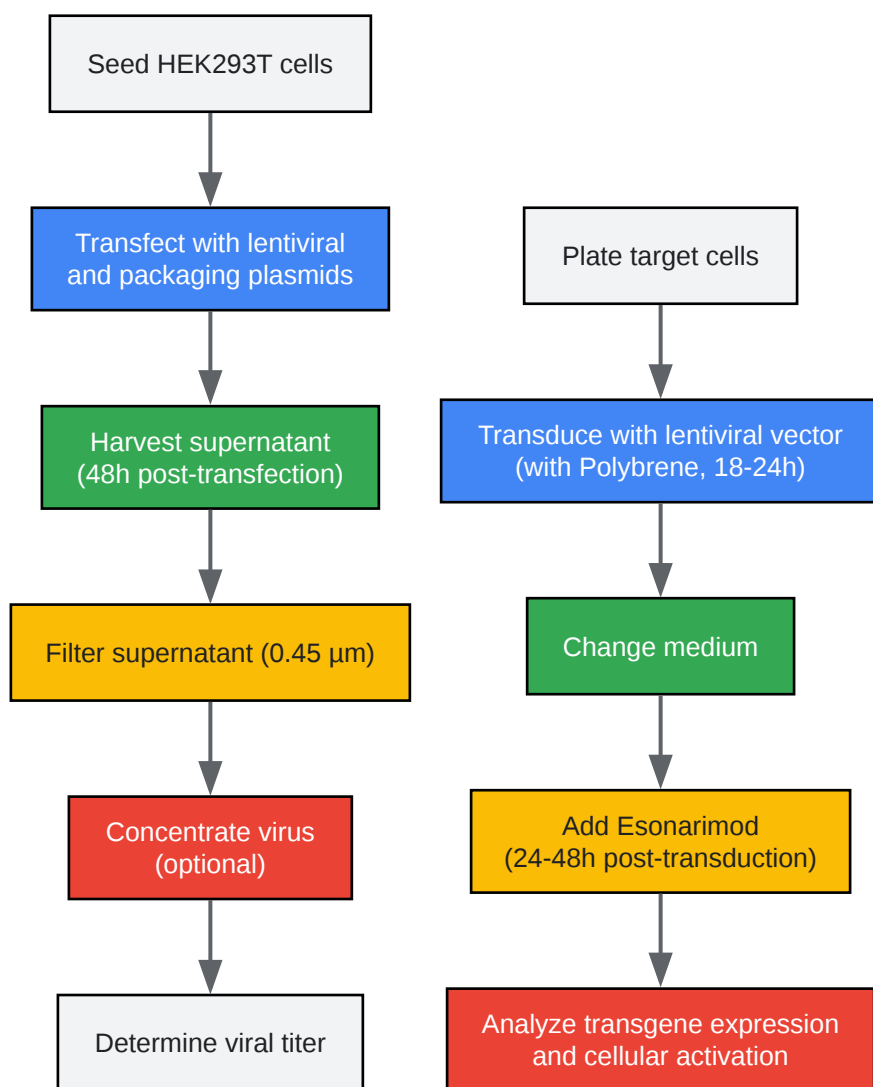 Seed HEK293T cells
Transfect with lentiviral
and packaging plasmids
Harvest supernatant
(48h post-transfection)
Filter supernatant (0.45 µm)
Concentrate virus
(optional)
Determine viral titer
Plate target cells
Transduce with lentiviral vector
(with Polybrene, 18-24h)
Change medium
Add Esonarimod
(24-48h post-transduction)
Analyze transgene expression
and cellular activation